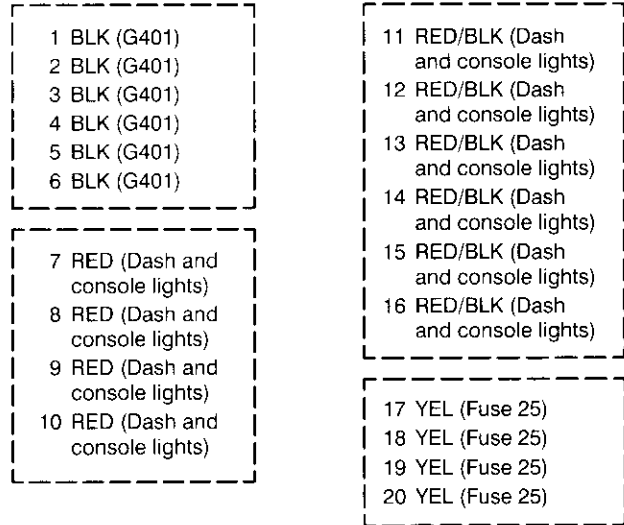 1 BLK (G401)
2 BLK (G401)
3 BLK (G401)
4 BLK (G401)
5 BLK (G401)
6 BLK (G401)
7 RED (Dash and
console lights)
8 RED (Dash and
console lights)
9 RED (Dash and
console lights)
10 RED (Dash and
console lights)
11 RED/BLK (Dash
and console lights)
12 RED/BLK (Dash
and console lights)
13 RED/BLK (Dash
and console lights)
14 RED/BLK (Dash
and console lights)
15 RED/BLK (Dash
and console lights)
16 RED/BLK (Dash
and console lights)
17 YEL (Fuse 25)
18 YEL (Fuse 25)
19 YEL (Fuse 25)
20 YEL (Fuse 25)